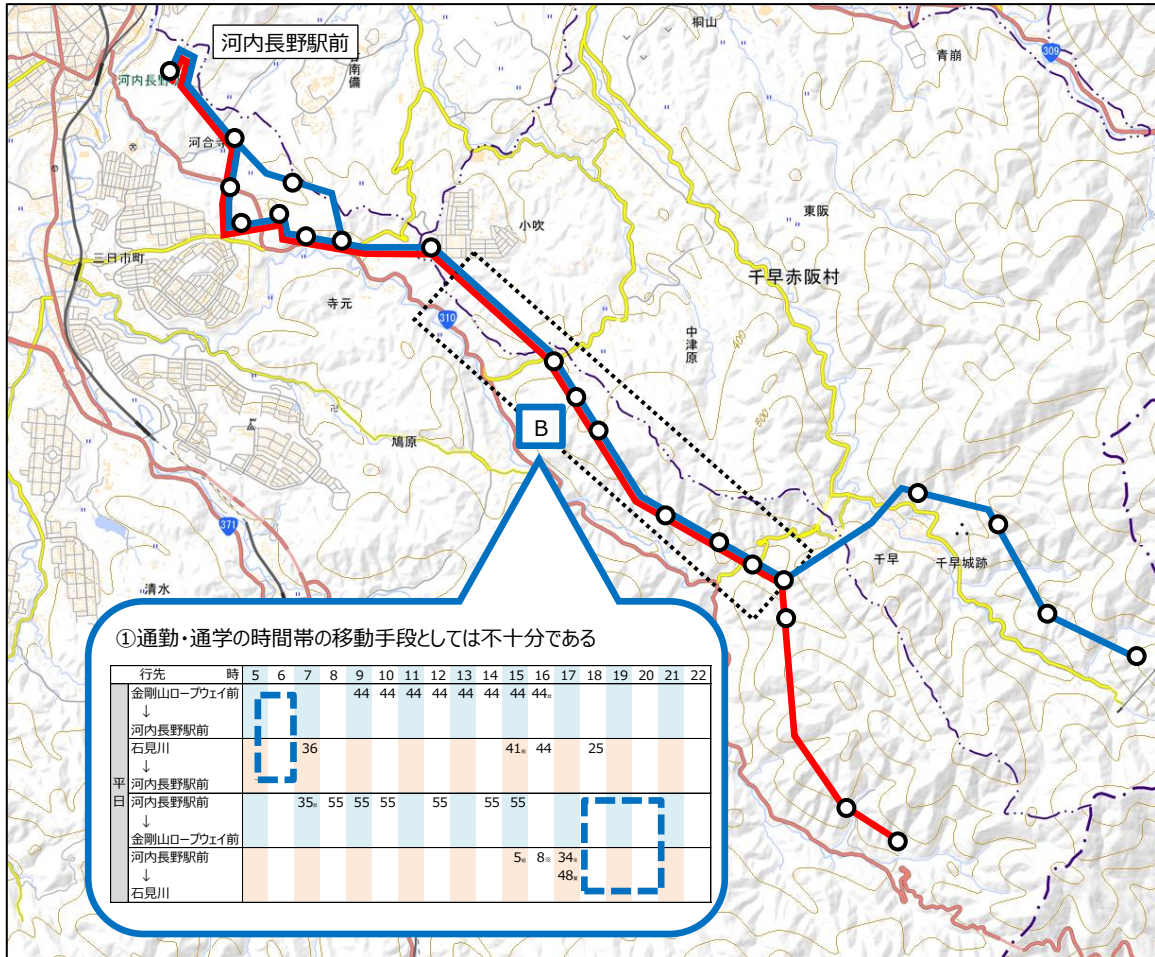 河内長野駅前
桐山
青崩
309
河内長野
南備
河合寺
小吹
東阪
三日市町
千早赤阪村
寺元
310
中津原
400
500
B
鳩原
371
千早
千早城跡
清水
①通勤・通学の時間帯の移動手段としては不十分である
行先 時 5 6 7 8 9 10 11 12 13 14 15 16 17 18 19 20 21 22
平日
金剛山ロープウェイ前 44 44 44 44 44 44 44 44
↓
河内長野駅前
石見川 36 41 44 25
↓
河内長野駅前
河内長野駅前 35 55 55 55 55 55 55
↓
金剛山ロープウェイ前
河内長野駅前 5 8※ 34
↓ 48
石見川